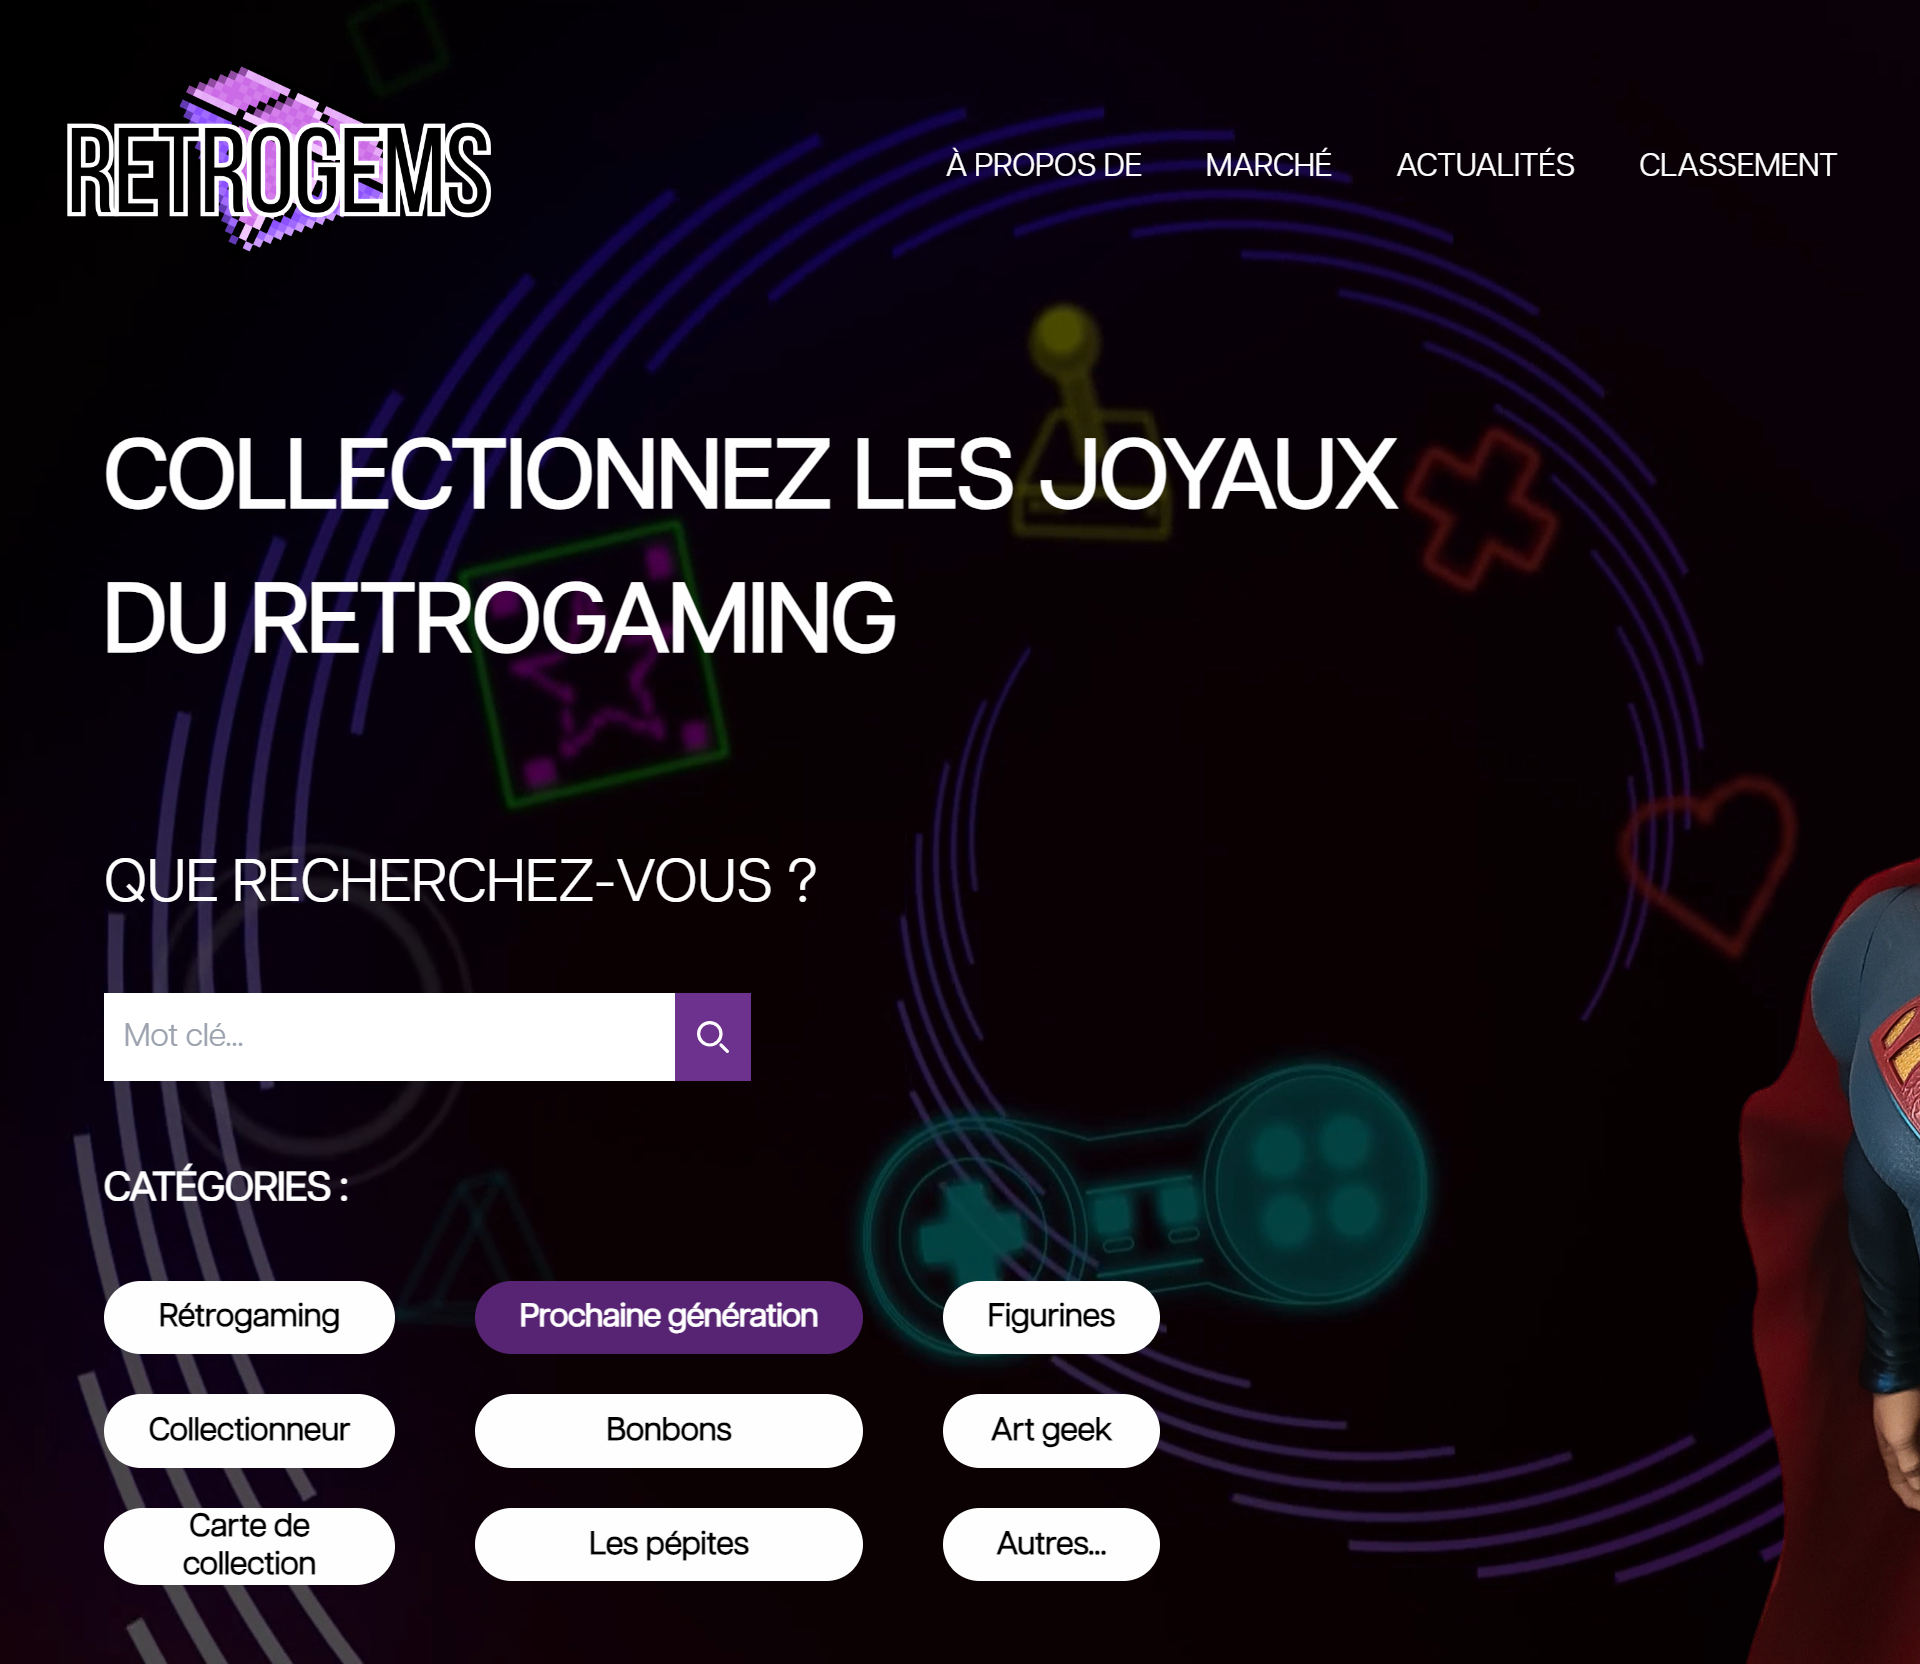 RETROGEMS
À PROPOS DE
MARCHÉ
ACTUALITÉS
CLASSEMENT
COLLECTIONNEZ LES JOYAUX
DU RETROGAMING
QUE RECHERCHEZ-VOUS ?
Mot clé...
CATÉGORIES :
Rétrogaming
Prochaine génération
Figurines
Collectionneur
Bonbons
Art geek
Carte de
collection
Les pépites
Autres...